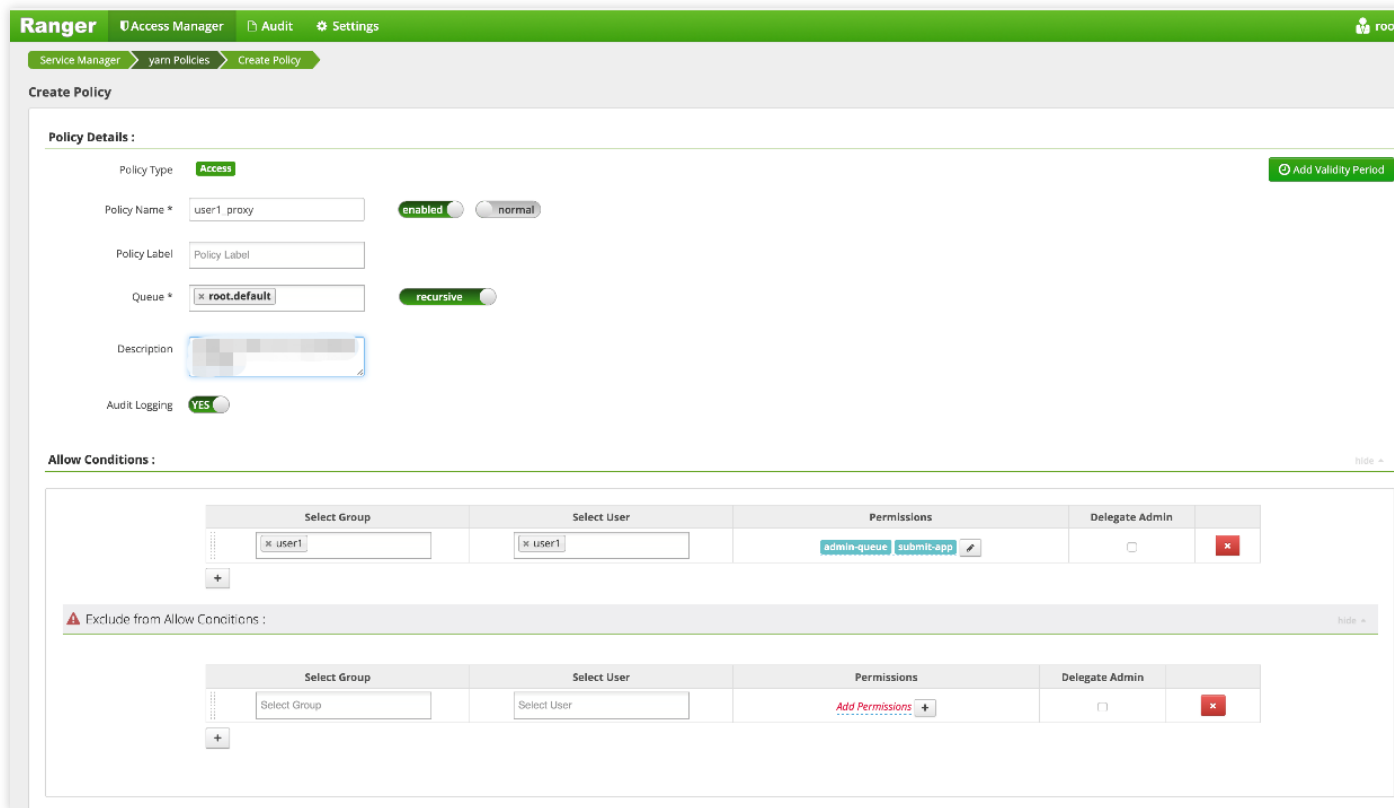 Ranger Access Manager Audit Settings roo
Service Manager yarn Policies Create Policy
Create Policy
Policy Details :
Policy Type Access Add Validity Period
Policy Name * user1_proxy enabled normal
Policy Label Policy Label
Queue * × root.default recursive
Description
Audit Logging YES
Allow Conditions : hide
Select Group Select User Permissions Delegate Admin
× user1 × user1 admin-queue submit-app
+
Exclude from Allow Conditions : hide
Select Group Select User Permissions Delegate Admin
Select Group Select User Add Permissions +
+